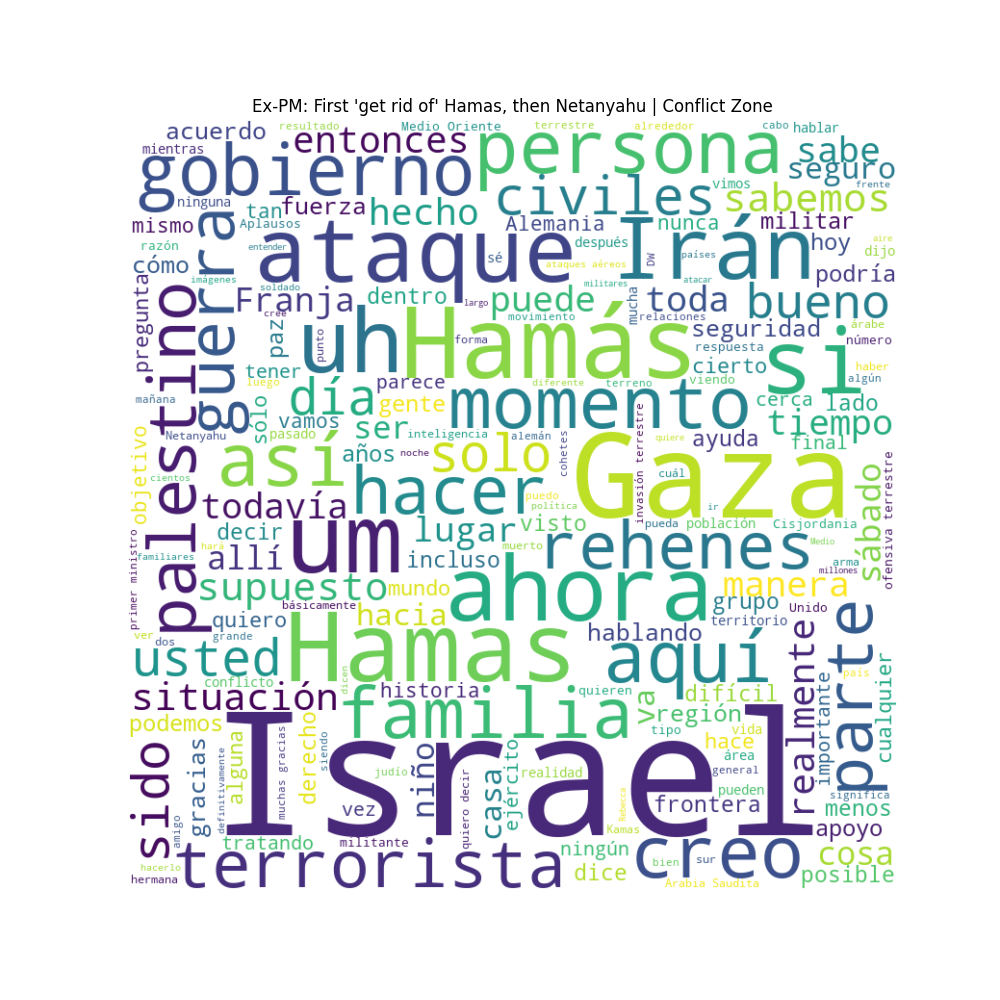 Ex-PM: First 'get rid of' Hamas, then Netanyahu | Conflict Zone
acuerdo
resultado
Medio Oriente
terrestre
alrededor
cabo
hablar
mientras
entonces
persona
sabe
gobierno
seguro
ninguna
civiles
vimos
sabemos
frente
mismo
tan
fuerza
hecho
Alemania
nunca
militar
Aplausos
razón
ataque
Irán
después
hoy
dijo
aire
cómo
entender
sé
ataques aéreos
DW
países
podría
imágenes
soldado
militares
atacar
guerra
Franja
dentro
largo
puede
mucha
toda
bueno
pregunta
cree
paz
punto
uh
Hamás
movimiento
relaciones
seguridad
árabe
número
forma
respuesta
cierto
si
haber
tener
luego
parece
diferente
terreno
viendo
algún
palestino
mañana
día
gente
momento
cerca
lado
sólo
pasado
vamos
ser
tiempo
Netanyahu
inteligencia
alemán
cohetes
invasión terrestre
quiere
ayuda
final
objetivo
así
años
noche
solo
Gaza
cuál
cientos
todavía
hacer
puedo
ir
sábado
ofensiva terrestre
um
lugar
visto
política
pueda
población
Cisjordania
primer ministro
decir
rehenes
Medio
hará
familiares
allí
incluso
muerto
arma
millones
supuesto
mundo
ahora
manera
básicamente
grupo
Unido
quiero
hacia
territorio
ver
dos
grande
hablando
usted
Hamas
aquí
realmente
parte
conflicto
dicen
país
situación
historia
quieren
difícil
cualquier
podemos
familia
va
región
importante
tipo
vida
sido
gracias
definitivamente
alguna
muchas gracias
derecho
siendo
Israel
hace
área
judío
niño
quiero decir
casa
ejército
realidad
general
pueden
significa
vez
Rebecca
frontera
menos
amigo
Kamas
apoyo
tratando
militante
ningún
creo
cosa
hacerlo
bien
sur
hermana
terrorista
dice
Arabia Saudita
posible